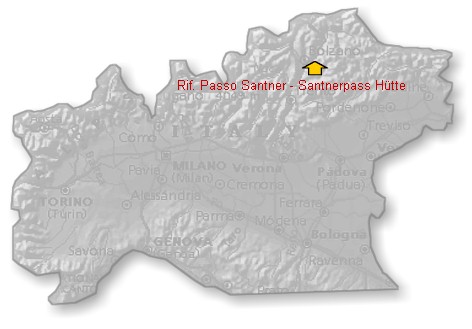 Bolzano
Rif. Passo Santner - Santnerpass Hütte
Pordenone
Como
ITALY
Treviso
MILANO
(Milan)
Verona
Pavia
Cremona
Padova
(Padua)
TORINO
(Turin)
Alessandria
Parma
Ferrara
Modena
Savona
GENOVA
(Genoa)
Bologna
Ravenna